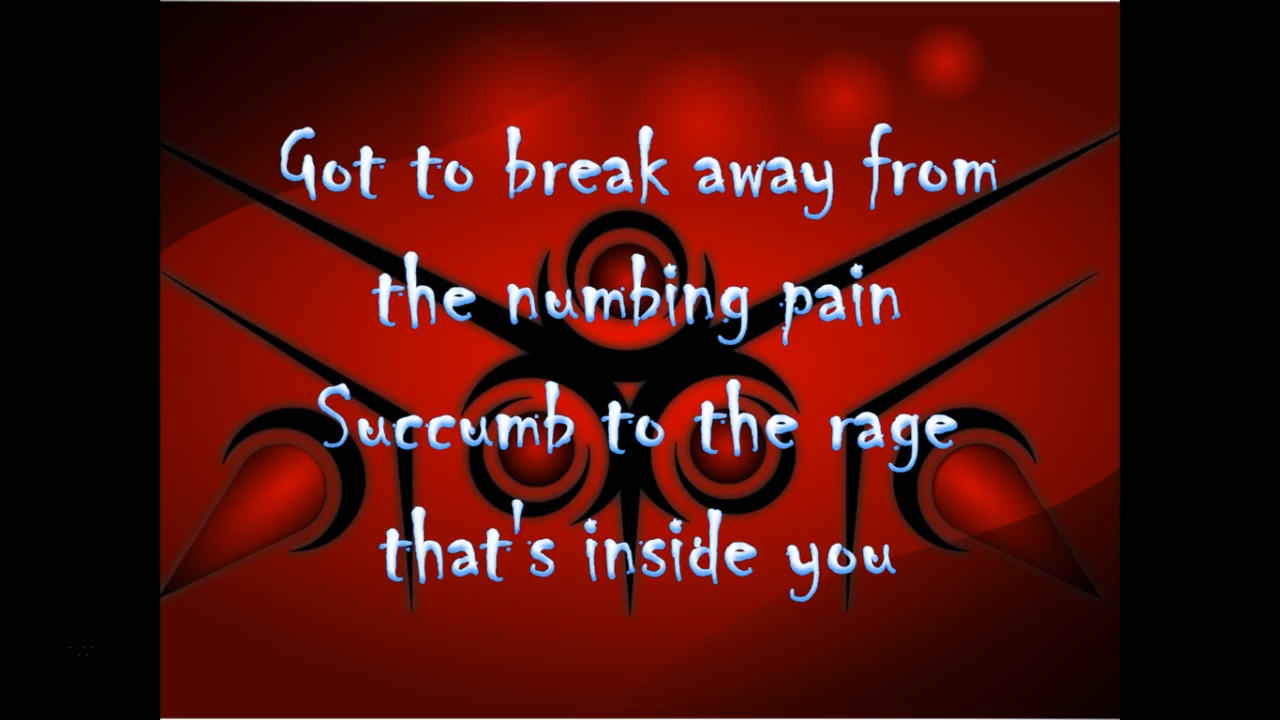 Got to break away from
the numbing pain
Succumb to the rage
that's inside you